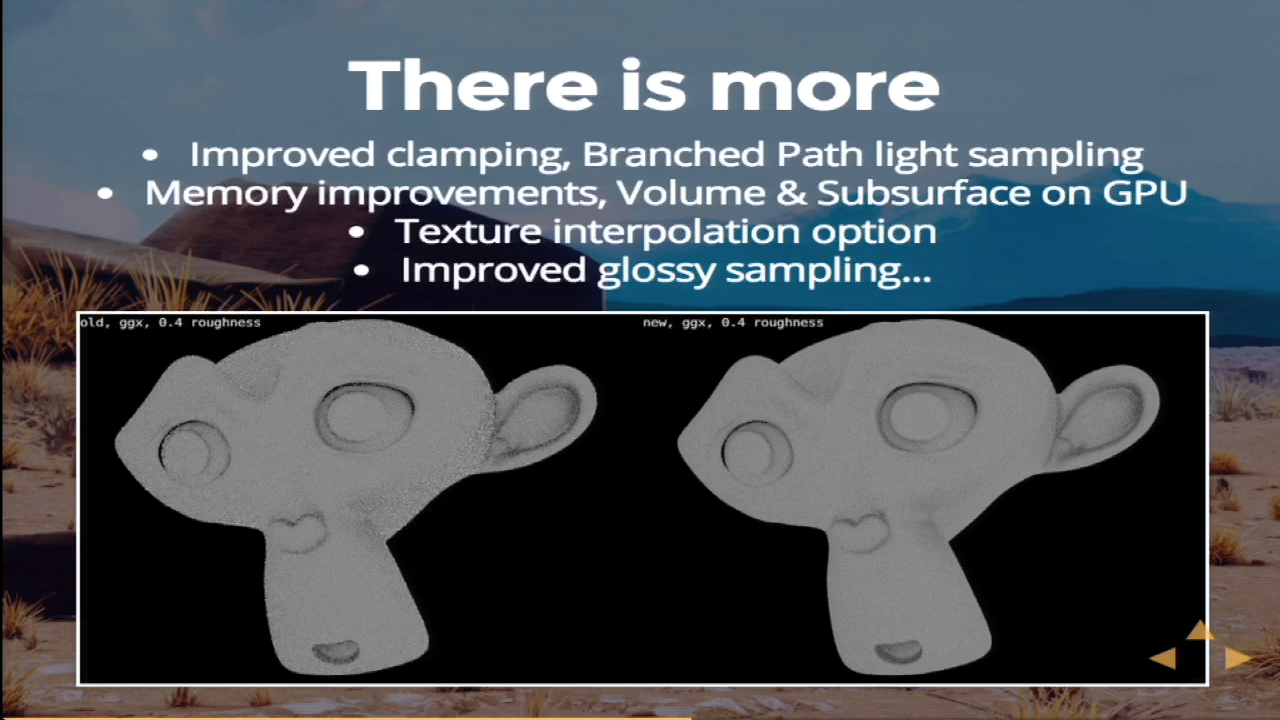 There is more
• Improved clamping, Branched Path light sampling
• Memory improvements, Volume & Subsurface on GPU
• Texture interpolation option
• Improved glossy sampling...
old, ggx, 0.4 roughness
new, ggx, 0.4 roughness